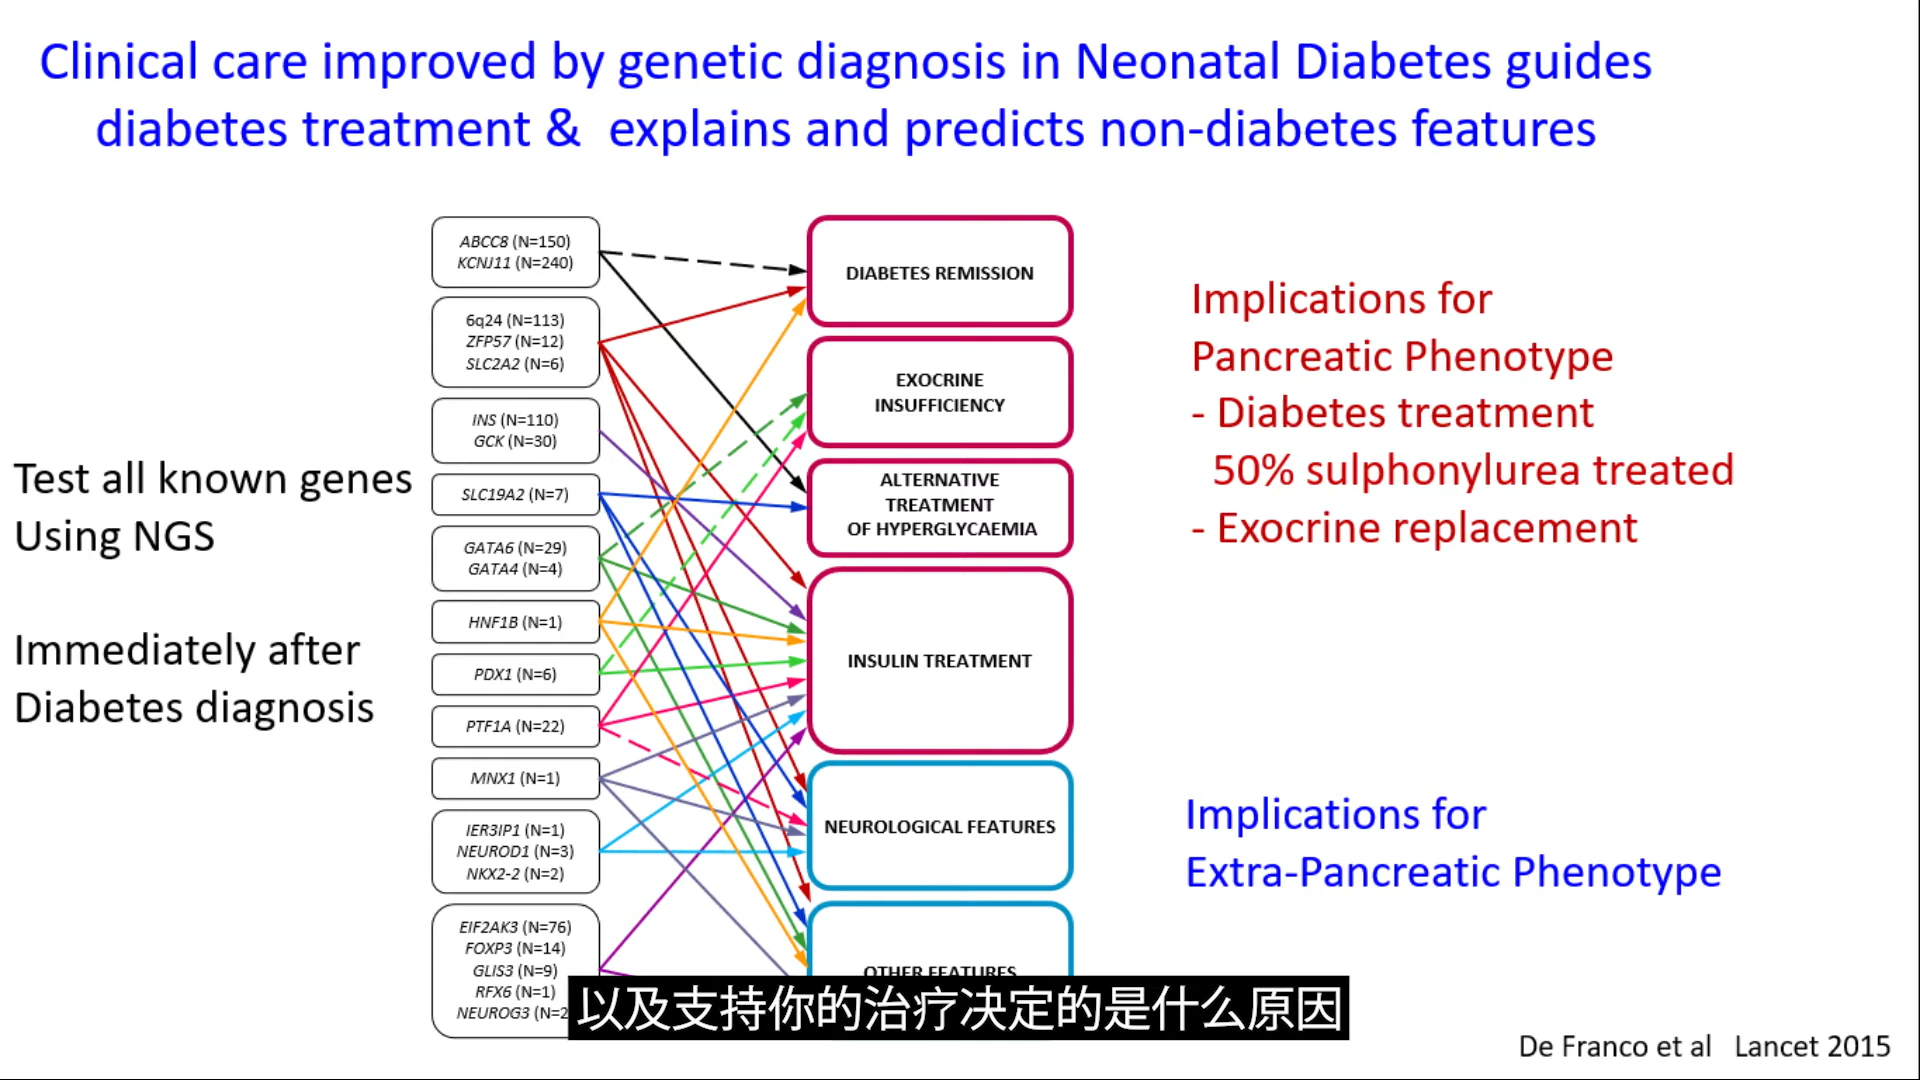 Clinical care improved by genetic diagnosis in Neonatal Diabetes guides
diabetes treatment & explains and predicts non-diabetes features
Test all known genes
Using NGS
Immediately after
Diabetes diagnosis
ABCC8 (N=150)
KCNJ11 (N=240)
6q24 (N=113)
ZFP57 (N=12)
SLC2A2 (N=6)
INS (N=110)
GCK (N=30)
SLC19A2 (N=7)
GATA6 (N=29)
GATA4 (N=4)
HNF1B (N=1)
PDX1 (N=6)
PTF1A (N=22)
MNX1 (N=1)
IER3IP1 (N=1)
NEUROD1 (N=3)
NKX2-2 (N=2)
EIF2AK3 (N=76)
FOXP3 (N=14)
GLIS3 (N=9)
RFX6 (N=1)
NEUROG3 (N=2
DIABETES REMISSION
EXOCRINE
INSUFFICIENCY
ALTERNATIVE
TREATMENT
OF HYPERGLYCAEMIA
INSULIN TREATMENT
NEUROLOGICAL FEATURES
OTHER FEATURES
Implications for
Pancreatic Phenotype
- Diabetes treatment
50% sulphonylurea treated
- Exocrine replacement
Implications for
Extra-Pancreatic Phenotype
以及支持你的治疗决定的是什么原因
De Franco et al Lancet 2015